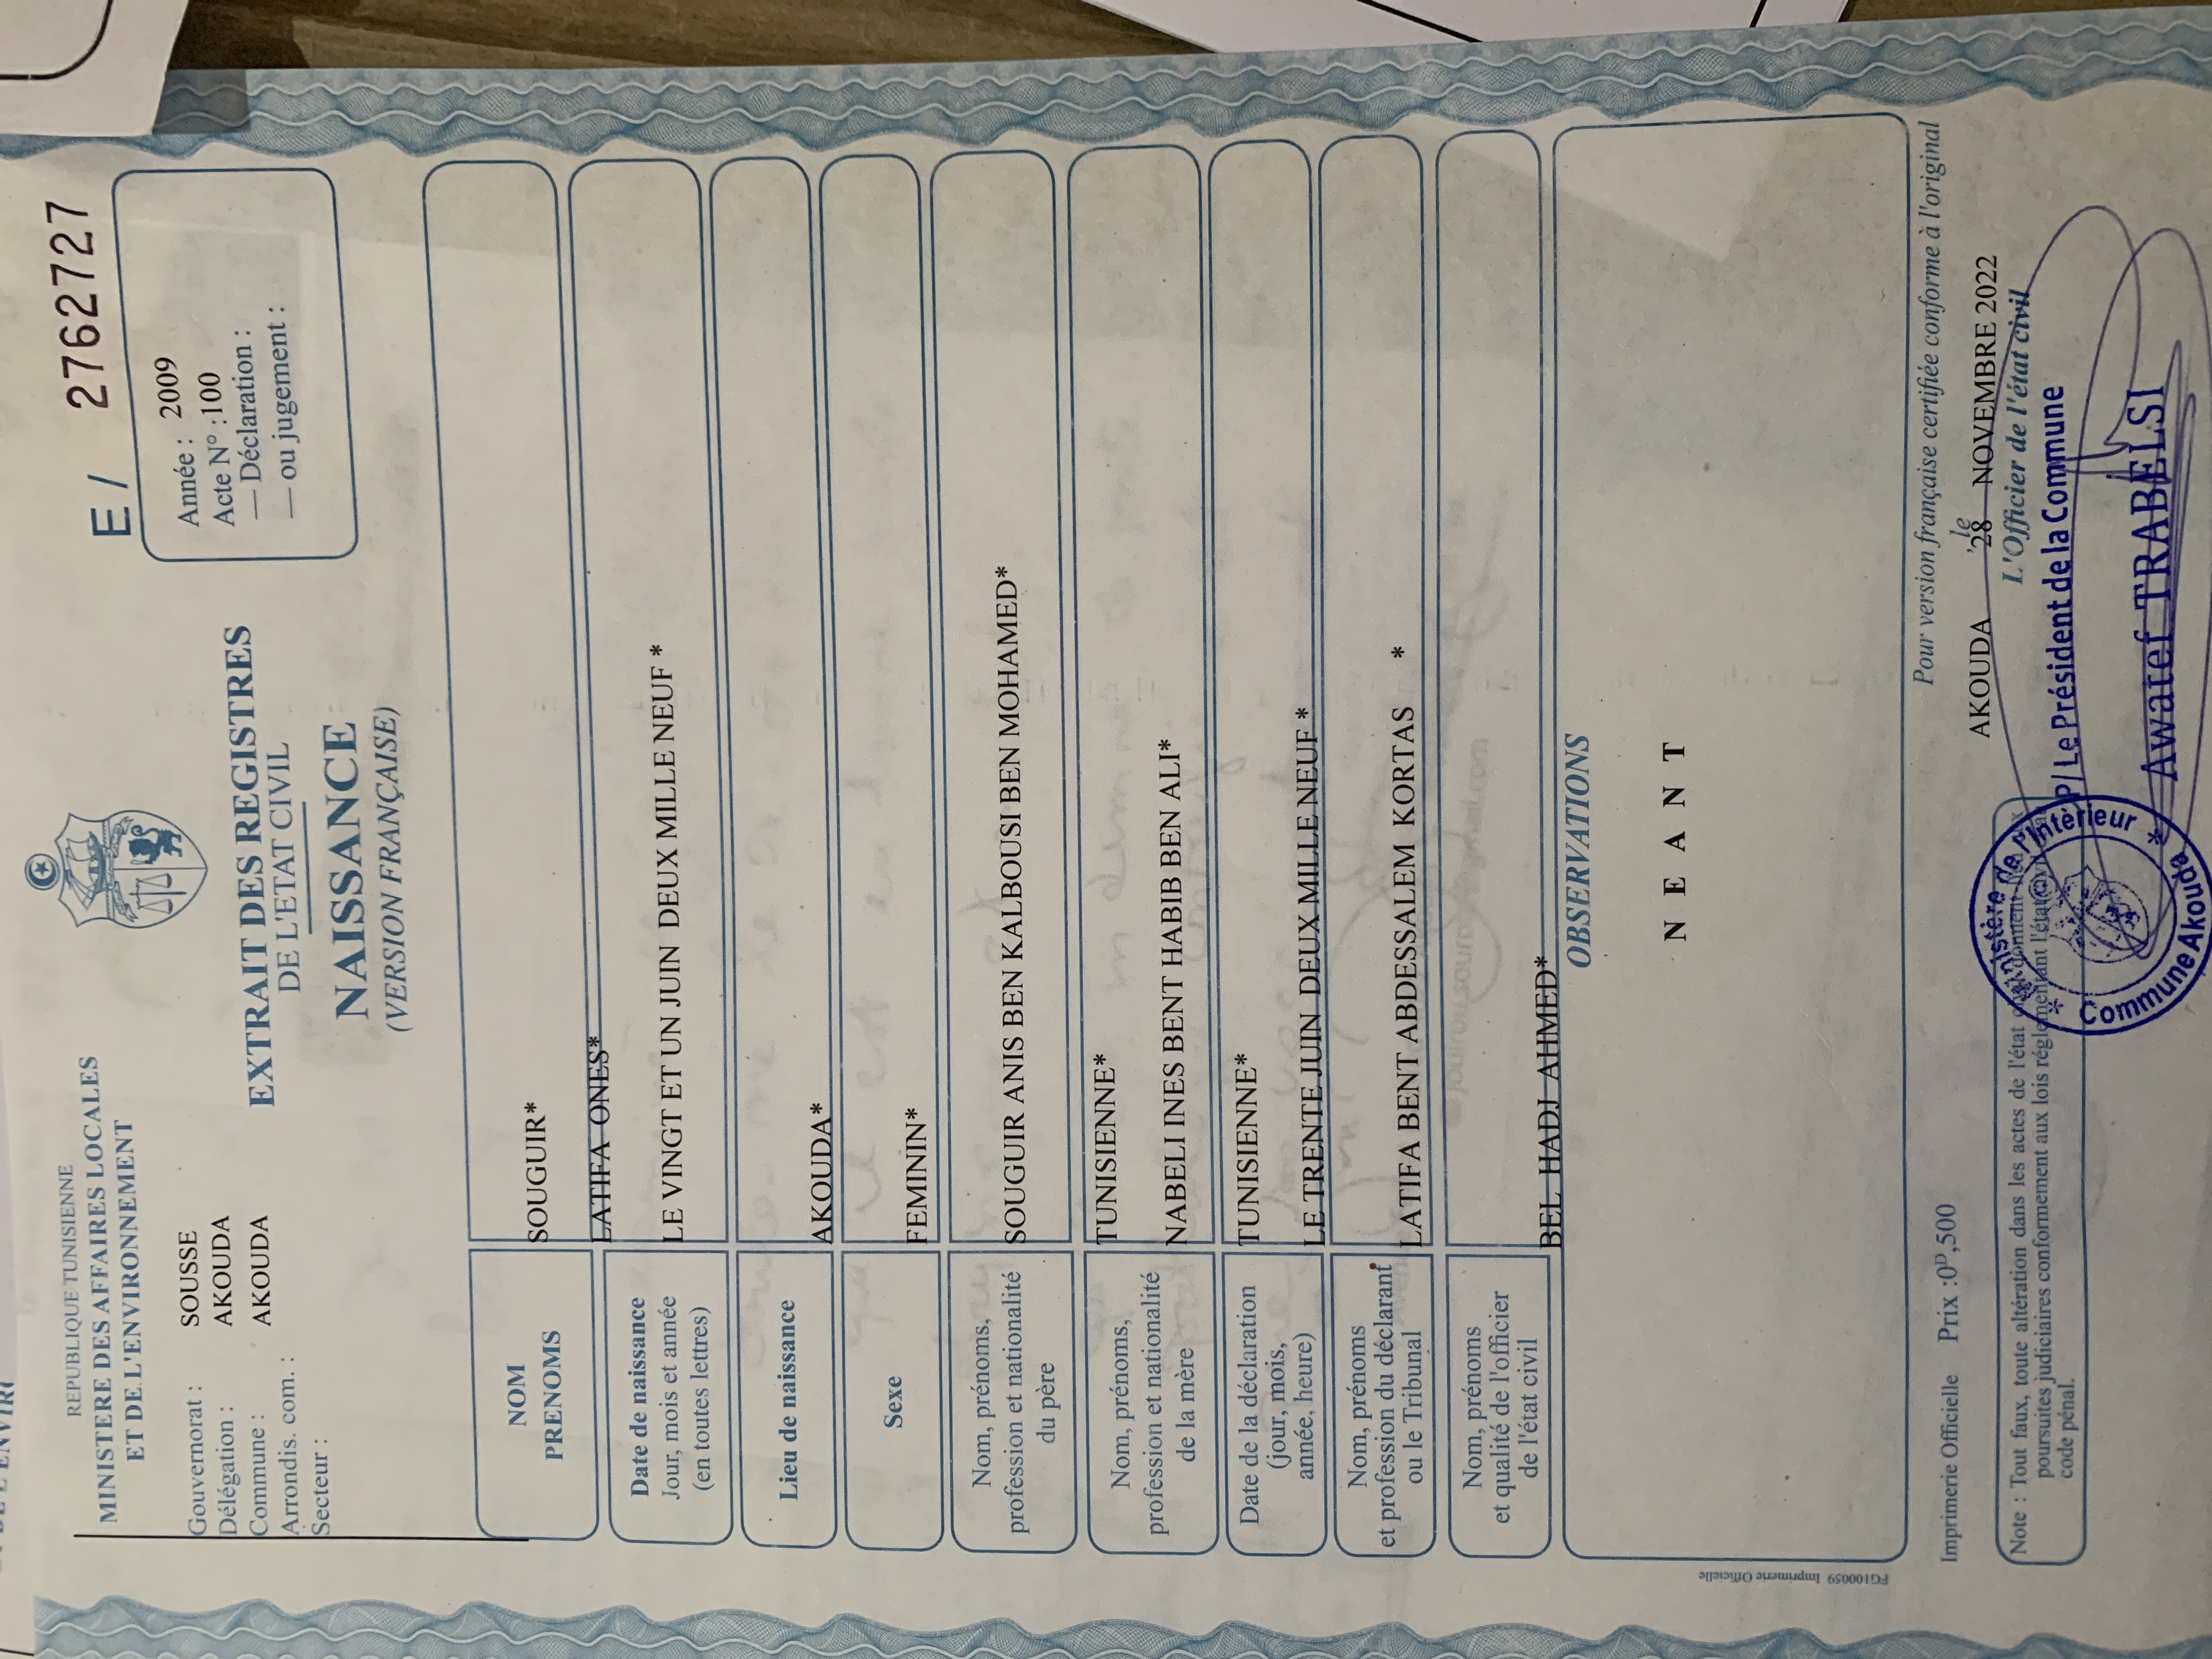 REPUBLIQUE TUNISIENNE
MINISTERE DES AFFAIRES LOCALES
ET DE L'ENVIRONNEMENT
E / 2762727
Gouvernorat : SOUSSE
Délégation : AKOUDA
Commune : AKOUDA
Arrondis. com. :
Secteur :
EXTRAIT DES REGISTRES
DE L'ETAT CIVIL
NAISSANCE
(VERSION FRANÇAISE)
Année : 2009
Acte N° :100
— Déclaration :
— ou jugement :
NOM
PRENOMS
SOUGUIR*
LATIFA ONES*
Date de naissance
Jour, mois et année
(en toutes lettres)
LE VINGT ET UN JUIN DEUX MILLE NEUF *
Lieu de naissance
AKOUDA*
Sexe
FEMININ*
Nom, prénoms,
profession et nationalité
du père
SOUGUIR ANIS BEN KALBOUSI BEN MOHAMED*
TUNISIENNE*
Nom, prénoms,
profession et nationalité
de la mère
NABELI INES BENT HABIB BEN ALI*
TUNISIENNE*
Date de la déclaration
(jour, mois,
année, heure)
LE TRENTE JUIN DEUX MILLE NEUF *
Nom, prénoms
et profession du déclarant
ou le Tribunal
LATIFA BENT ABDESSALEM KORTAS *
Nom, prénoms
et qualité de l'officier
de l'état civil
BEL HADJ AHMED*
OBSERVATIONS
N E A N T
FG100059 Imprimerie Officielle
Imprimerie Officielle Prix :0D,500
Pour version française certifiée conforme à l'original
AKOUDA ,le 28 NOVEMBRE 2022
L'Officier de l'état civil
P/ Le Président de la Commune
Awatef TRABELSI
Ministère de l'Intérieur
Commune Akouda
Note : Tout faux, toute altération dans les actes de l'état
poursuites judiciaires conformement aux lois réglementant l'état
code pénal.